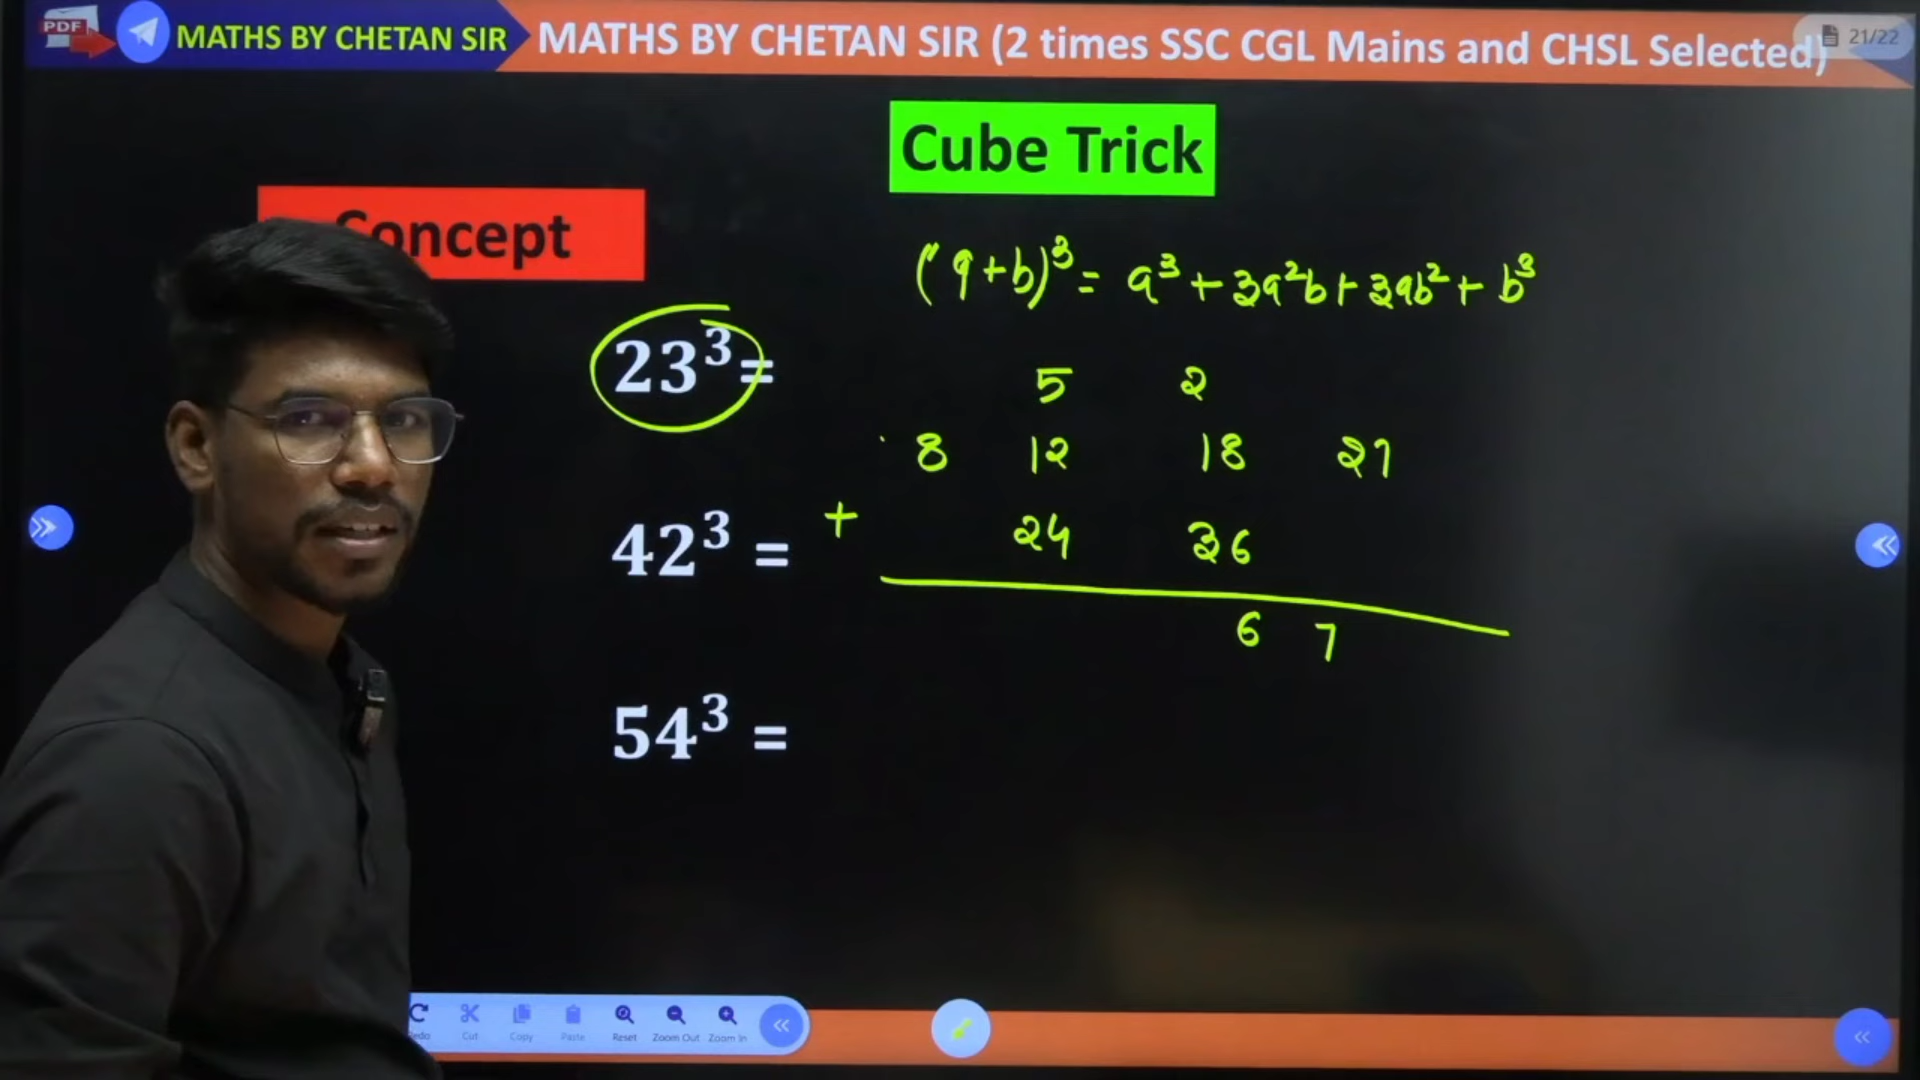 PDF
MATHS BY CHETAN SIR
MATHS BY CHETAN SIR (2 times SSC CGL Mains and CHSL Selected)
21/22
Cube Trick
Concept
(a+b)³ = a³ + 3a²b + 3ab² + b³
23³=
5 2
8 12 18 27
42³ =
+ 24 36
6 7
54³ =
Redo Cut Copy Paste Reset Zoom Out Zoom In